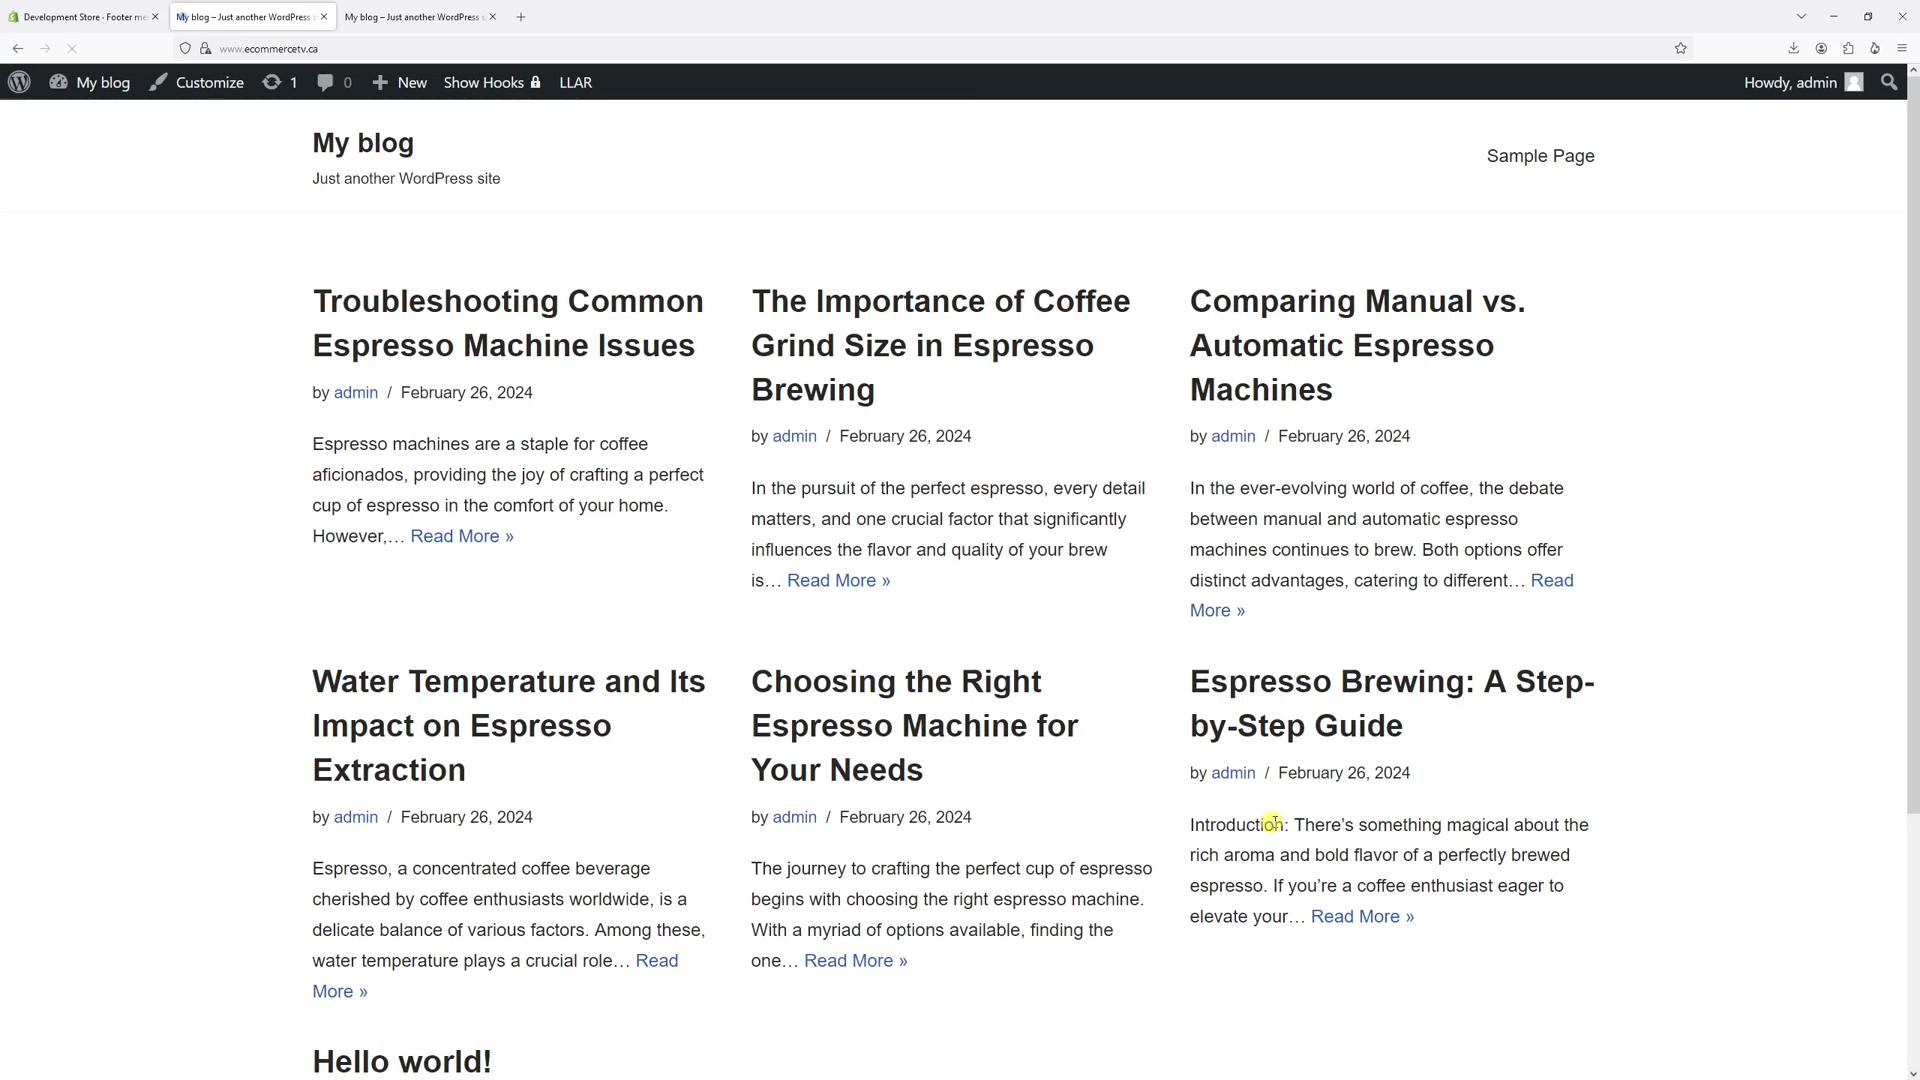 Development Store · Footer me
My blog – Just another WordPress s
My blog – Just another WordPress s
www.ecommercetv.ca
My blog
Customize
1
0
New
Show Hooks
LLAR
Howdy, admin
My blog
Just another WordPress site
Sample Page
Troubleshooting Common
Espresso Machine Issues
by admin / February 26, 2024
Espresso machines are a staple for coffee
aficionados, providing the joy of crafting a perfect
cup of espresso in the comfort of your home.
However,… Read More »
The Importance of Coffee
Grind Size in Espresso
Brewing
by admin / February 26, 2024
In the pursuit of the perfect espresso, every detail
matters, and one crucial factor that significantly
influences the flavor and quality of your brew
is… Read More »
Comparing Manual vs.
Automatic Espresso
Machines
by admin / February 26, 2024
In the ever-evolving world of coffee, the debate
between manual and automatic espresso
machines continues to brew. Both options offer
distinct advantages, catering to different… Read
More »
Water Temperature and Its
Impact on Espresso
Extraction
by admin / February 26, 2024
Espresso, a concentrated coffee beverage
cherished by coffee enthusiasts worldwide, is a
delicate balance of various factors. Among these,
water temperature plays a crucial role… Read
More »
Choosing the Right
Espresso Machine for
Your Needs
by admin / February 26, 2024
The journey to crafting the perfect cup of espresso
begins with choosing the right espresso machine.
With a myriad of options available, finding the
one… Read More »
Espresso Brewing: A Step-
by-Step Guide
by admin / February 26, 2024
Introduction: There’s something magical about the
rich aroma and bold flavor of a perfectly brewed
espresso. If you’re a coffee enthusiast eager to
elevate your… Read More »
Hello world!